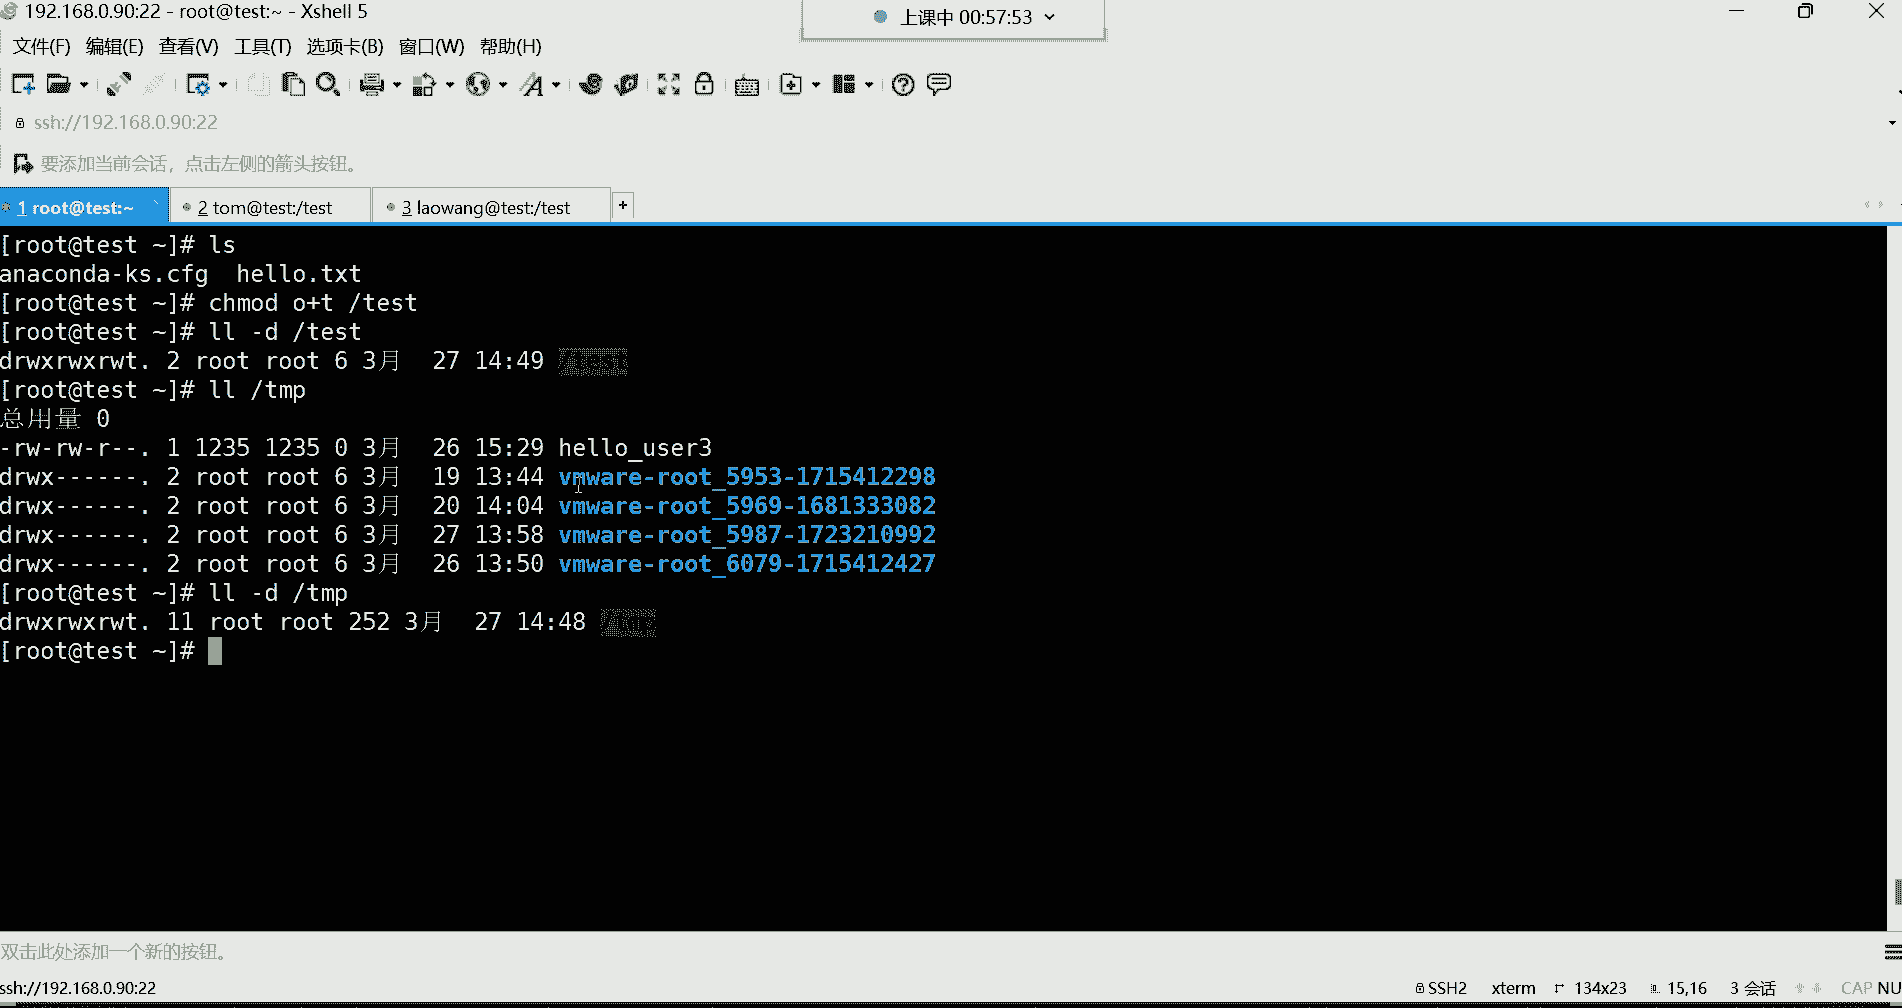 192.168.0.90:22 - root@test:~ - Xshell 5
上课中 00:57:53
文件(F) 编辑(E) 查看(V) 工具(T) 选项卡(B) 窗口(W) 帮助(H)
ssh://192.168.0.90:22
要添加当前会话，点击左侧的箭头按钮。
1 root@test:~ 2 tom@test:/test 3 laowang@test:/test +
[root@test ~]# ls
anaconda-ks.cfg  hello.txt
[root@test ~]# chmod o+t /test
[root@test ~]# ll -d /test
drwxrwxrwt. 2 root root 6 3月  27 14:49 /test
[root@test ~]# ll /tmp
总用量 0
-rw-rw-r--. 1 1235 1235 0 3月  26 15:29 hello_user3
drwx------. 2 root root 6 3月  19 13:44 vmware-root_5953-1715412298
drwx------. 2 root root 6 3月  20 14:04 vmware-root_5969-1681333082
drwx------. 2 root root 6 3月  27 13:58 vmware-root_5987-1723210992
drwx------. 2 root root 6 3月  26 13:50 vmware-root_6079-1715412427
[root@test ~]# ll -d /tmp
drwxrwxrwt. 11 root root 252 3月  27 14:48 /tmp
[root@test ~]#
双击此处添加一个新的按钮。
ssh://192.168.0.90:22 SSH2 xterm 134x23 15,16 3 会话 CAP NU